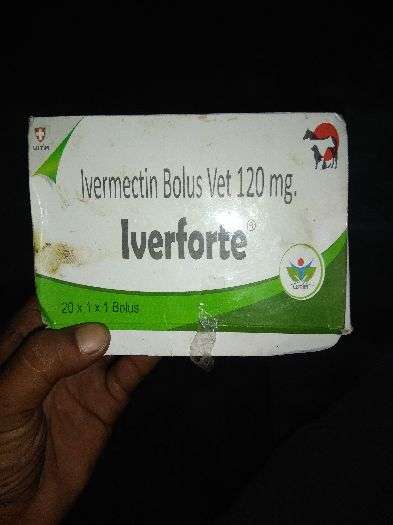 Ivermectin Bolus Vet 120 mg.
Iverforte®
20 x 1 x 1 Bolus